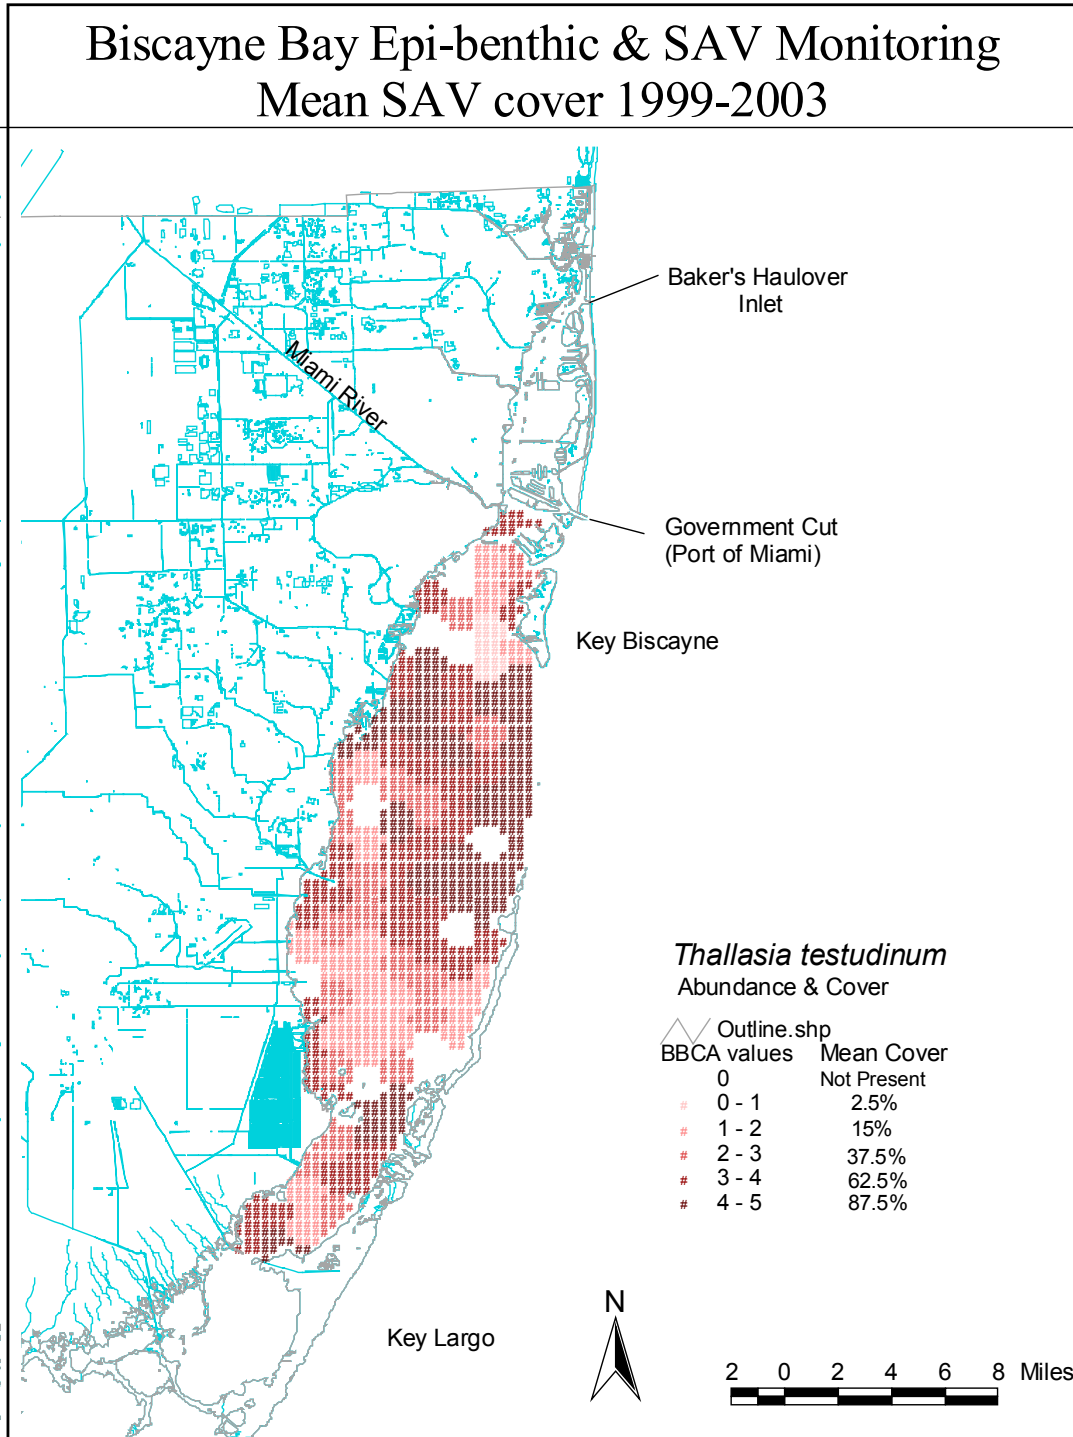 Biscayne Bay Epi-benthic & SAV Monitoring
Mean SAV cover 1999-2003
Baker's Haulover
Inlet
Miami River
Government Cut
(Port of Miami)
Key Biscayne
Thallasia testudinum
Abundance & Cover
Outline.shp
BBCA values Mean Cover
0 Not Present
# 0 - 1 2.5%
# 1 - 2 15%
# 2 - 3 37.5%
# 3 - 4 62.5%
# 4 - 5 87.5%
Key Largo
N
2 0 2 4 6 8 Miles